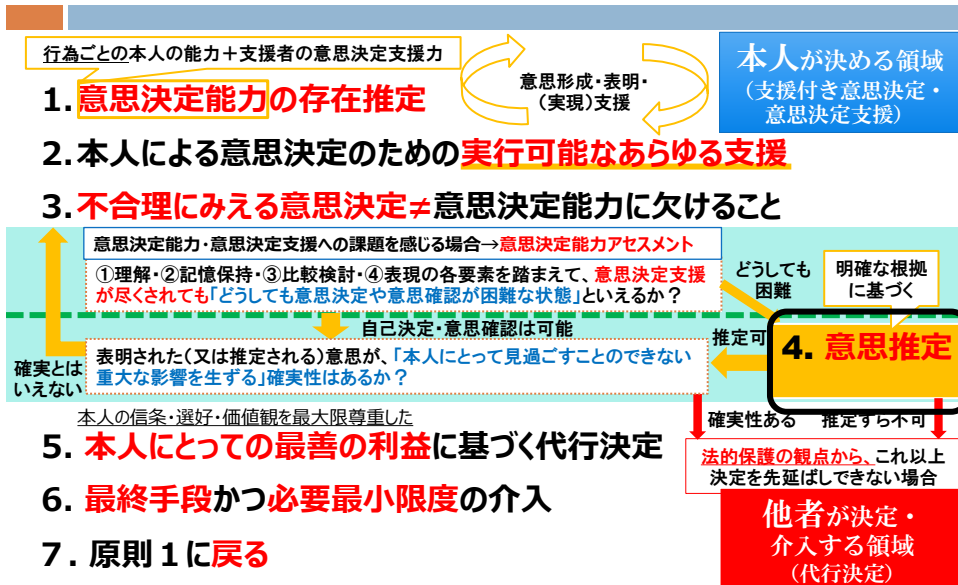 行為ごとの本人の能力＋支援者の意思決定支援力
意思形成・表明・
（実現）支援
本人が決める領域
（支援付き意思決定・
意思決定支援）
1. 意思決定能力の存在推定
2. 本人による意思決定のための実行可能なあらゆる支援
3. 不合理にみえる意思決定≠意思決定能力に欠けること
意思決定能力・意思決定支援への課題を感じる場合→意思決定能力アセスメント
①理解・②記憶保持・③比較検討・④表現の各要素を踏まえて、意思決定支援
が尽くされても「どうしても意思決定や意思確認が困難な状態」といえるか？
どうしても
困難
明確な根拠
に基づく
自己決定・意思確認は可能
推定可
4. 意思推定
確実とは
いえない
表明された（又は推定される）意思が、「本人にとって見過ごすことのできない
重大な影響を生ずる」確実性はあるか？
確実性ある
推定すら不可
本人の信条・選好・価値観を最大限尊重した
5. 本人にとっての最善の利益に基づく代行決定
法的保護の観点から、これ以上
決定を先延ばしできない場合
6. 最終手段かつ必要最小限度の介入
他者が決定・
介入する領域
（代行決定）
7. 原則１に戻る